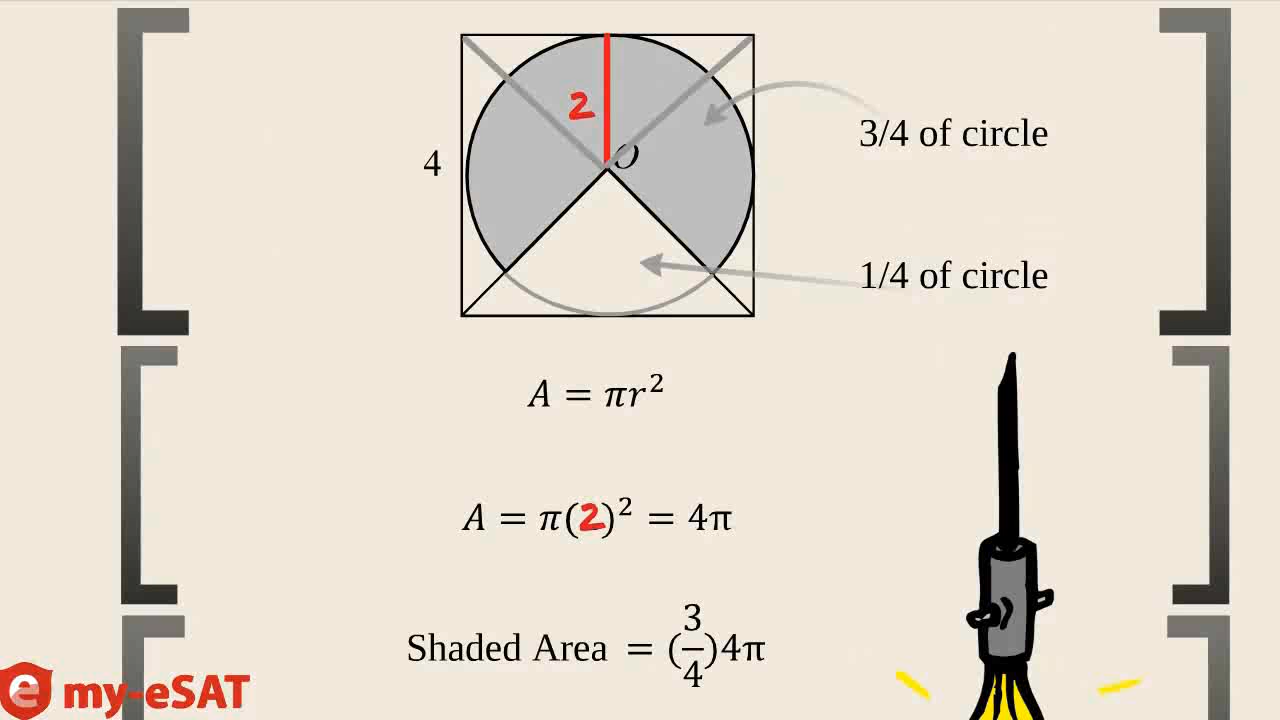 2
O
4
3/4 of circle
1/4 of circle
A = πr²
A = π(2)² = 4π
Shaded Area = (3/4)4π
e my-eSAT